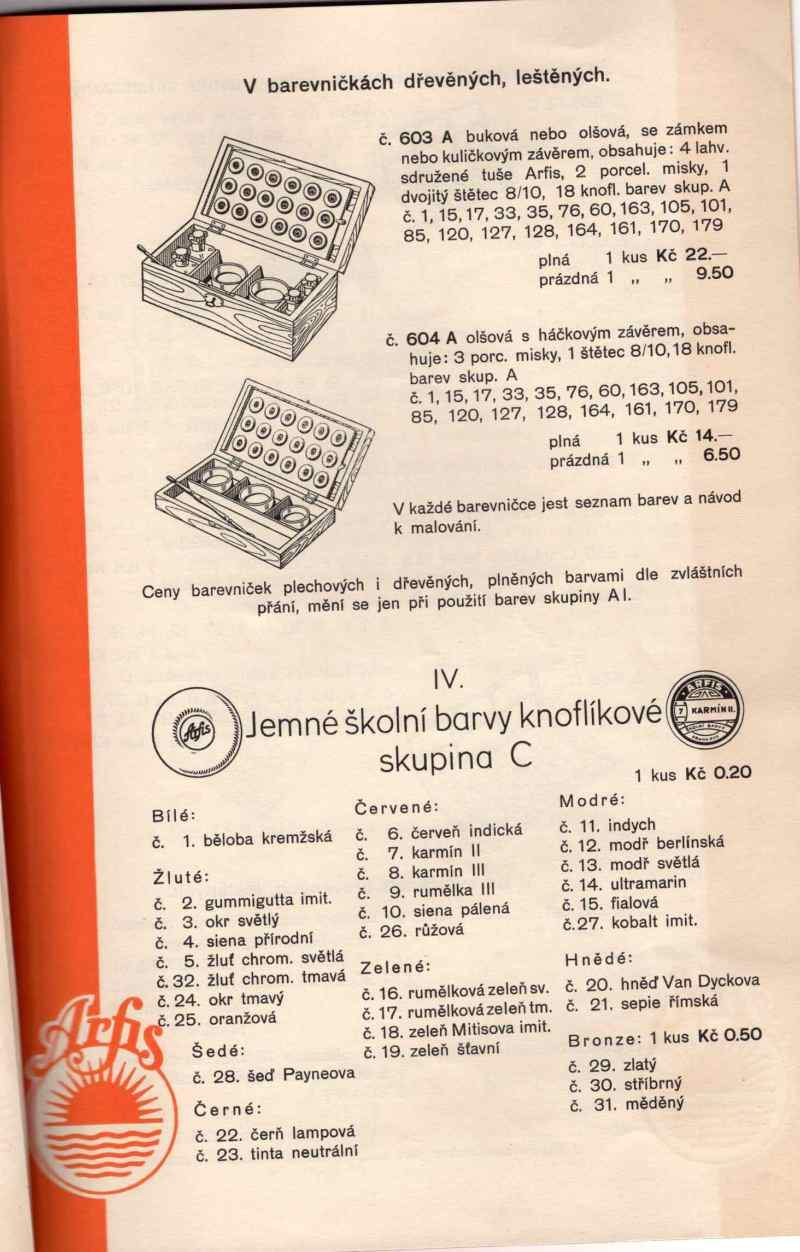 V barevničkách dřevěných, leštěných.
č. 603 A buková nebo olšová, se zámkem
nebo kuličkovým závěrem, obsahuje: 4 lahv.
sdružené tuše Arfis, 2 porcel. misky, 1
dvojitý štětec 8/10, 18 knofl. barev skup. A
č. 1, 15, 17, 33, 35, 76, 60, 163, 105, 101,
85, 120, 127, 128, 164, 161, 170, 179
plná 1 kus Kč 22.—
prázdná 1 „ „ 9.50
č. 604 A olšová s háčkovým závěrem, obsa-
huje: 3 porc. misky, 1 štětec 8/10, 18 knofl.
barev skup. A
č. 1, 15, 17, 33, 35, 76, 60, 163, 105, 101,
85, 120, 127, 128, 164, 161, 170, 179
plná 1 kus Kč 14.—
prázdná 1 „ „ 6.50
V každé barevničce jest seznam barev a návod
k malování.
Ceny barevniček plechových i dřevěných, plněných barvami dle zvláštních
přání, mění se jen při použití barev skupiny A I.
IV.
Jemné školní barvy knoflíkové
skupina C
Arfis
ARFIS
7 KARMÍN II.
1 kus Kč 0.20
Bílé:
č. 1. běloba kremžská
Žluté:
č. 2. gummigutta imit.
č. 3. okr světlý
č. 4. siena přírodní
č. 5. žluť chrom. světlá
č. 32. žluť chrom. tmavá
č. 24. okr tmavý
č. 25. oranžová
Šedé:
č. 28. šeď Payneova
Černé:
č. 22. čerň lampová
č. 23. tinta neutrální
Červené:
č. 6. červeň indická
č. 7. karmín II
č. 8. karmín III
č. 9. rumělka III
č. 10. siena pálená
č. 26. růžová
Zelené:
č. 16. rumělková zeleň sv.
č. 17. rumělková zeleň tm.
č. 18. zeleň Mitisova imit.
č. 19. zeleň šťavní
Modré:
č. 11. indych
č. 12. modř berlínská
č. 13. modř světlá
č. 14. ultramarin
č. 15. fialová
č. 27. kobalt imit.
Hnědé:
č. 20. hněď Van Dyckova
č. 21. sepie římská
Bronze: 1 kus Kč 0.50
č. 29. zlatý
č. 30. stříbrný
č. 31. měděný
Arfis